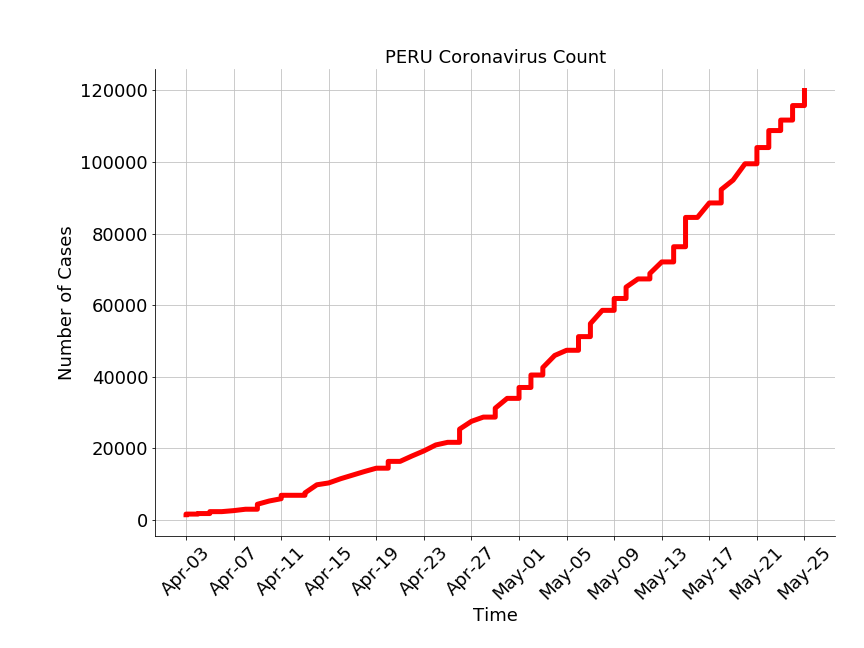 PERU Coronavirus Count
120000
100000
80000
60000
40000
20000
0
Number of Cases
Apr-03
Apr-07
Apr-11
Apr-15
Apr-19
Apr-23
Apr-27
May-01
May-05
May-09
May-13
May-17
May-21
May-25
Time